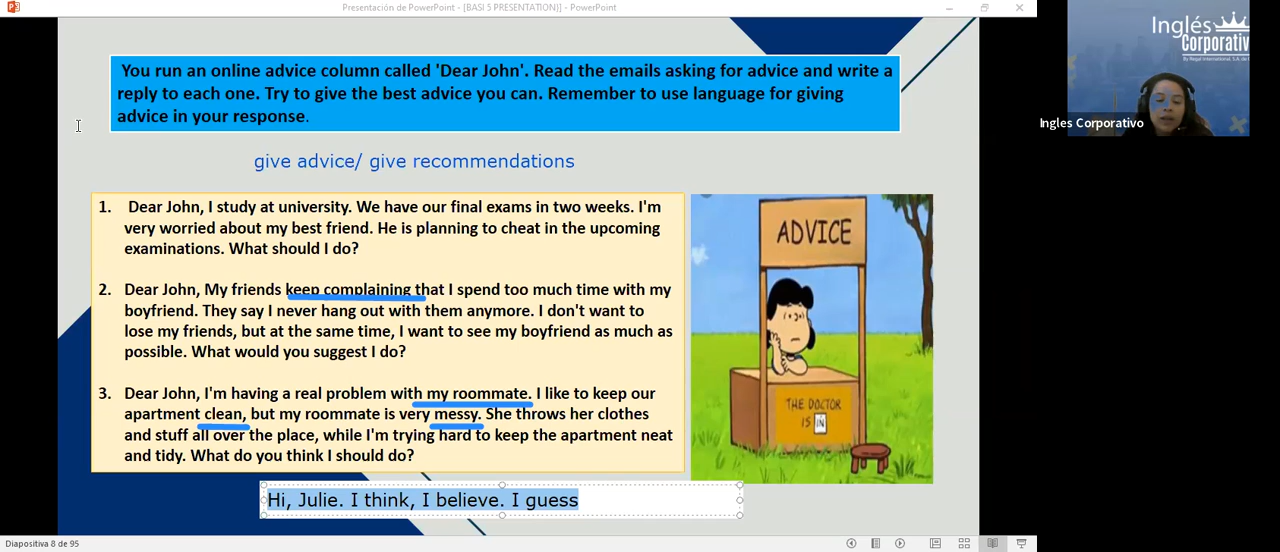 Presentación de PowerPoint - [BASI 5 PRESENTATION)] - PowerPoint
You run an online advice column called 'Dear John'. Read the emails asking for advice and write a
reply to each one. Try to give the best advice you can. Remember to use language for giving
advice in your response.
give advice/ give recommendations
1. Dear John, I study at university. We have our final exams in two weeks. I'm
very worried about my best friend. He is planning to cheat in the upcoming
examinations. What should I do?
2. Dear John, My friends keep complaining that I spend too much time with my
boyfriend. They say I never hang out with them anymore. I don't want to
lose my friends, but at the same time, I want to see my boyfriend as much as
possible. What would you suggest I do?
3. Dear John, I'm having a real problem with my roommate. I like to keep our
apartment clean, but my roommate is very messy. She throws her clothes
and stuff all over the place, while I'm trying hard to keep the apartment neat
and tidy. What do you think I should do?
ADVICE
THE DOCTOR
IS IN
Hi, Julie. I think, I believe. I guess
Diapositiva 8 de 95
Inglés
Corporativ
Ingles Corporativo